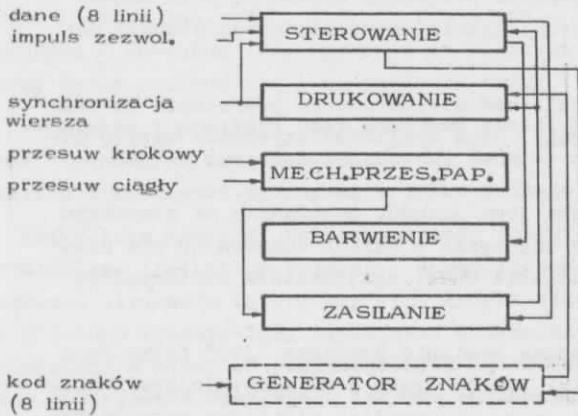 dane (8 linii)
impuls zezwol.
STEROWANIE
DRUKOWANIE
synchronizacja
wiersza
przesuw krokowy
MECH.PRZES.PAP.
przesuw ciągły
BARWIENIE
ZASILANIE
GENERATOR ZNAKÓW
kod znaków
(8 linii)